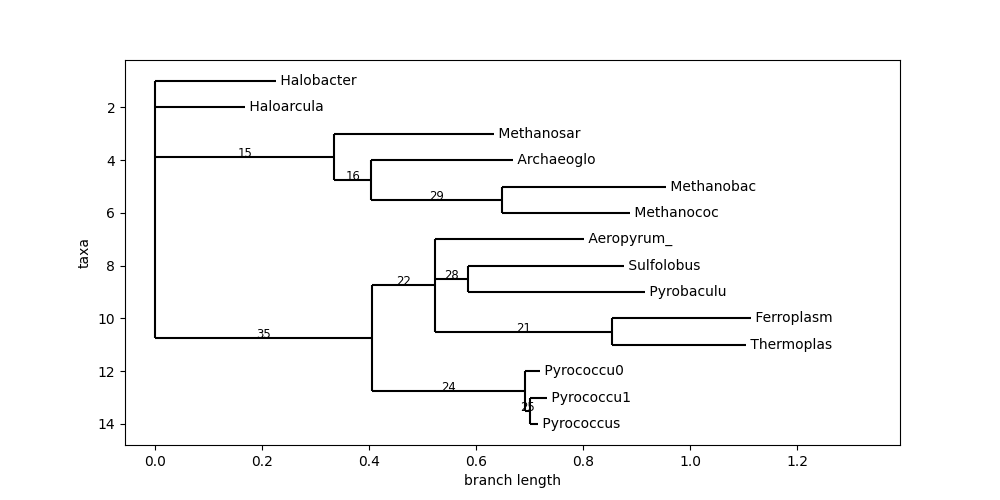 Halobacter
2
Haloarcula
Methanosar
15
4
Archaeoglo
16
Methanobac
29
6
Methanococ
Aeropyrum_
taxa
8
Sulfolobus
28
22
Pyrobaculu
10
Ferroplasm
21
35
Thermoplas
12
Pyrococcu0
24
Pyrococcu1
25
14
Pyrococcus
0.0 0.2 0.4 0.6 0.8 1.0 1.2
branch length